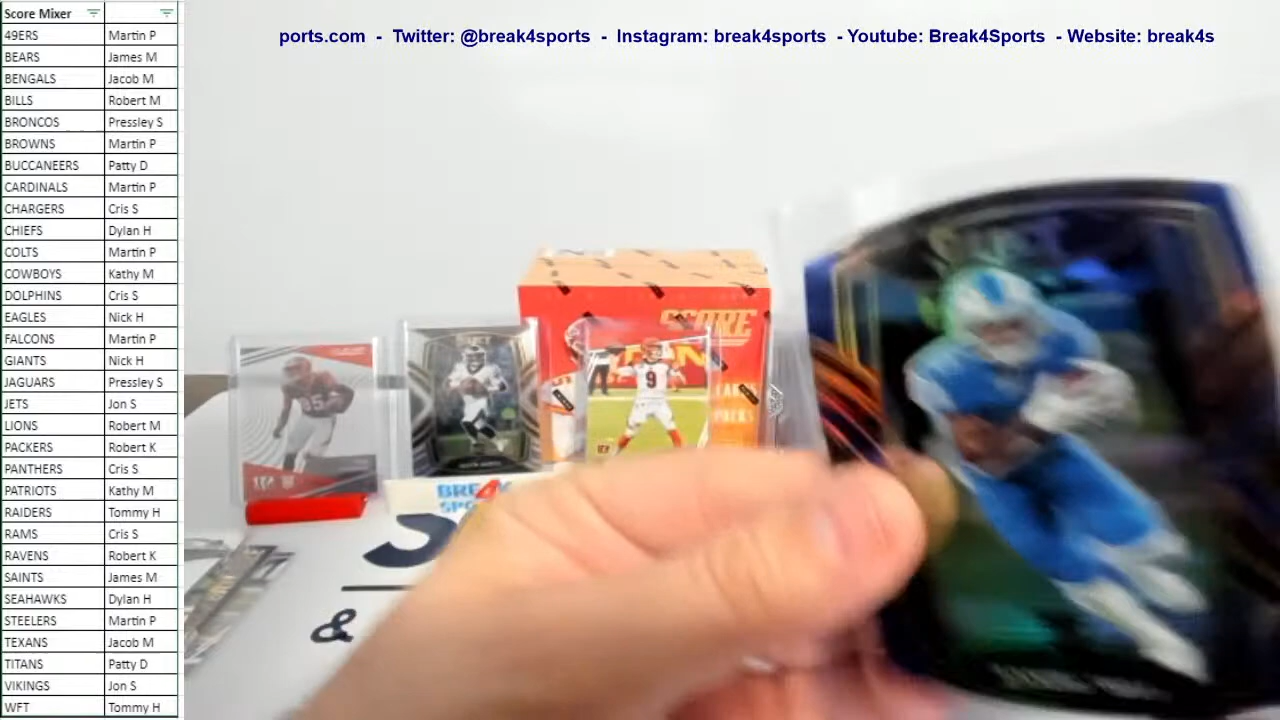 Score Mixer
49ERS Martin P
BEARS James M
BENGALS Jacob M
BILLS Robert M
BRONCOS Pressley S
BROWNS Martin P
BUCCANEERS Patty D
CARDINALS Martin P
CHARGERS Cris S
CHIEFS Dylan H
COLTS Martin P
COWBOYS Kathy M
DOLPHINS Cris S
EAGLES Nick H
FALCONS Martin P
GIANTS Nick H
JAGUARS Pressley S
JETS Jon S
LIONS Robert M
PACKERS Robert K
PANTHERS Cris S
PATRIOTS Kathy M
RAIDERS Tommy H
RAMS Cris S
RAVENS Robert K
SAINTS James M
SEAHAWKS Dylan H
STEELERS Martin P
TEXANS Jacob M
TITANS Patty D
VIKINGS Jon S
WFT Tommy H
ports.com - Twitter: @break4sports - Instagram: break4sports - Youtube: Break4Sports - Website: break4s
SCORE
9
BREAK
&